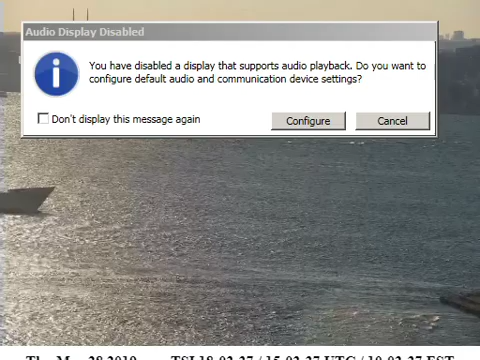 Audio Display Disabled
You have disabled a display that supports audio playback. Do you want to
configure default audio and communication device settings?
Don't display this message again
Configure
Cancel